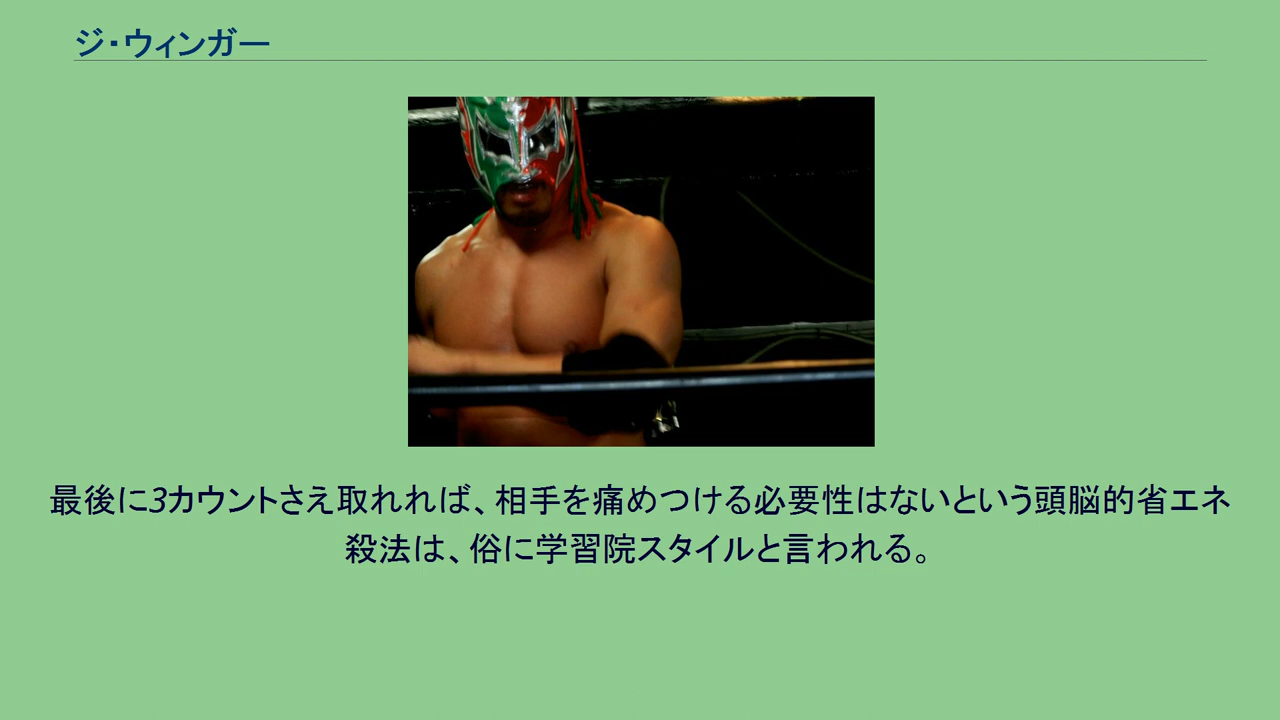 ジ・ウィンガー
最後に3カウントさえ取れれば、相手を痛めつける必要性はないという頭脳的省エネ
殺法は、俗に学習院スタイルと言われる。